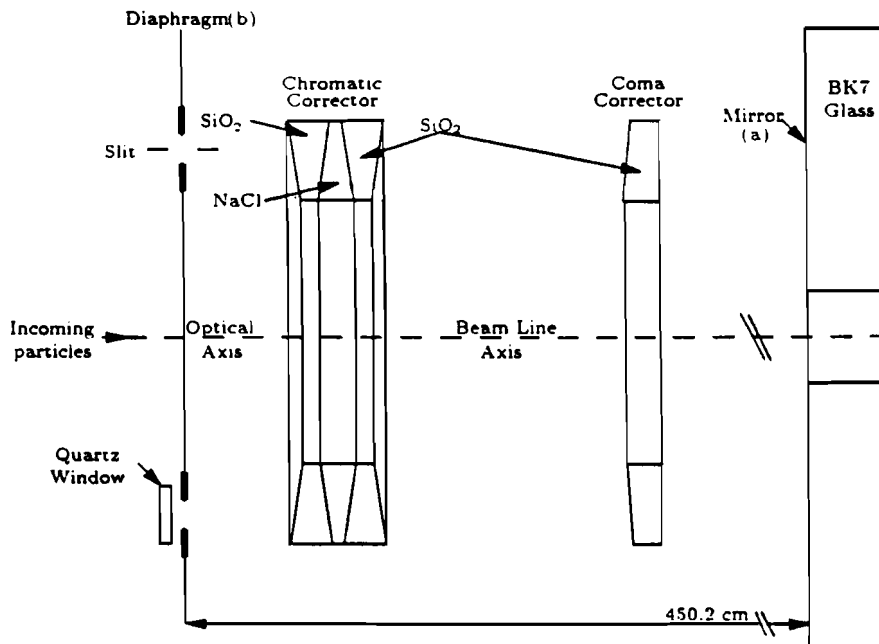 Diaphragm(b)
Chromatic
Corrector
Coma
Corrector
BK7
Glass
Mirror
(a)
SiO₂
SiO₂
Slit
NaCl
Incoming
particles
Optical
Axis
Beam Line
Axis
Quartz
Window
450.2 cm